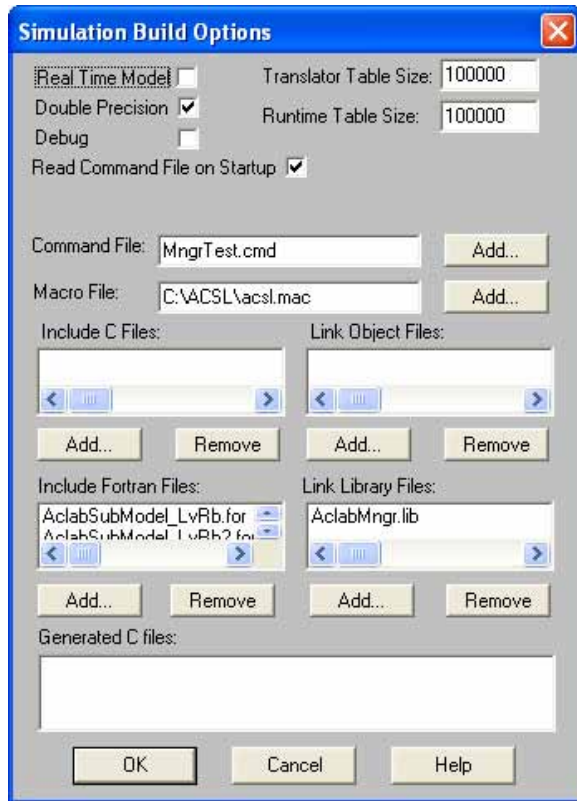 Simulation Build Options
Real Time Model
Translator Table Size: 100000
Double Precision
Runtime Table Size: 100000
Debug
Read Command File on Startup
Command File: MngrTest.cmd Add...
Macro File: C:\ACSL\acsl.mac Add...
Include C Files: Link Object Files:
Add... Remove Add... Remove
Include Fortran Files: Link Library Files:
AclabSubModel_LvRb.for AclabMngr.lib
AclabSubModel_LvRb2.for
Add... Remove Add... Remove
Generated C files:
OK Cancel Help